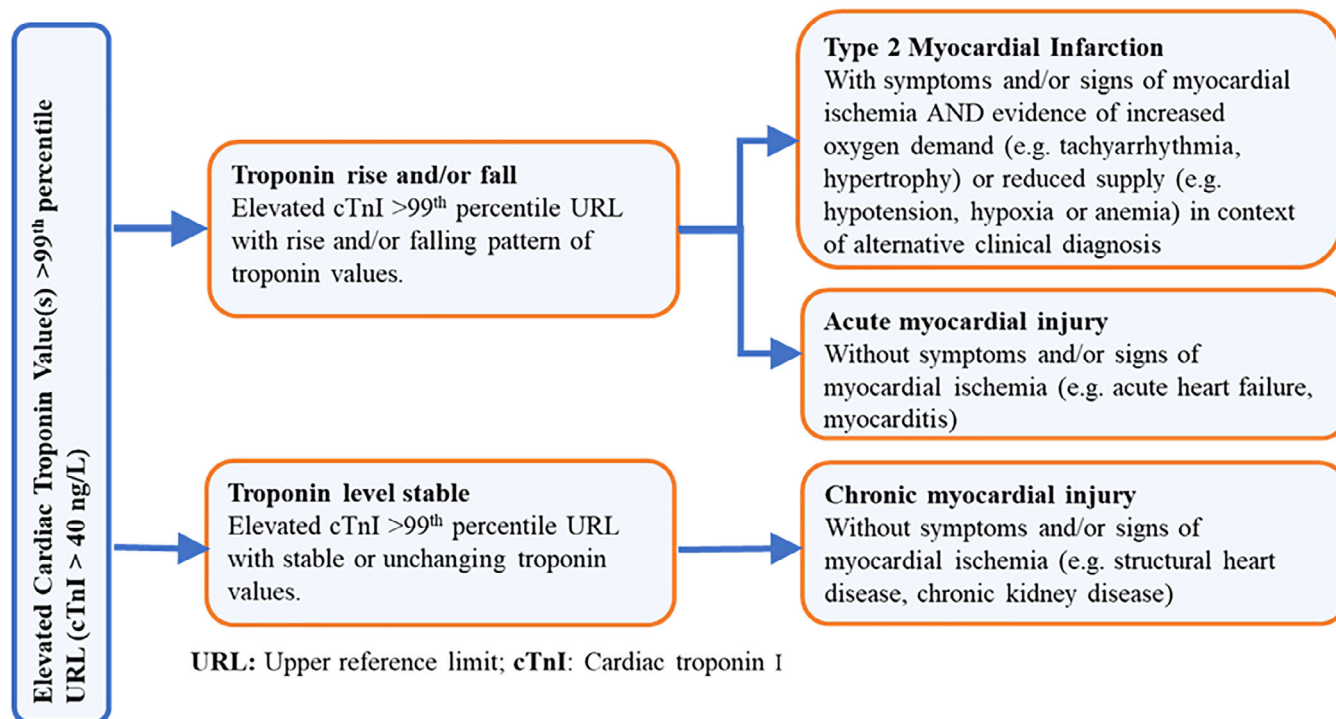 Elevated Cardiac Troponin Value(s) >99th percentile
URL (cTnI > 40 ng/L)
Troponin rise and/or fall
Elevated cTnI >99th percentile URL
with rise and/or falling pattern of
troponin values.
Type 2 Myocardial Infarction
With symptoms and/or signs of myocardial
ischemia AND evidence of increased
oxygen demand (e.g. tachyarrhythmia,
hypertrophy) or reduced supply (e.g.
hypotension, hypoxia or anemia) in context
of alternative clinical diagnosis
Acute myocardial injury
Without symptoms and/or signs of
myocardial ischemia (e.g. acute heart failure,
myocarditis)
Troponin level stable
Elevated cTnI >99th percentile URL
with stable or unchanging troponin
values.
Chronic myocardial injury
Without symptoms and/or signs of
myocardial ischemia (e.g. structural heart
disease, chronic kidney disease)
URL: Upper reference limit; cTnI: Cardiac troponin I